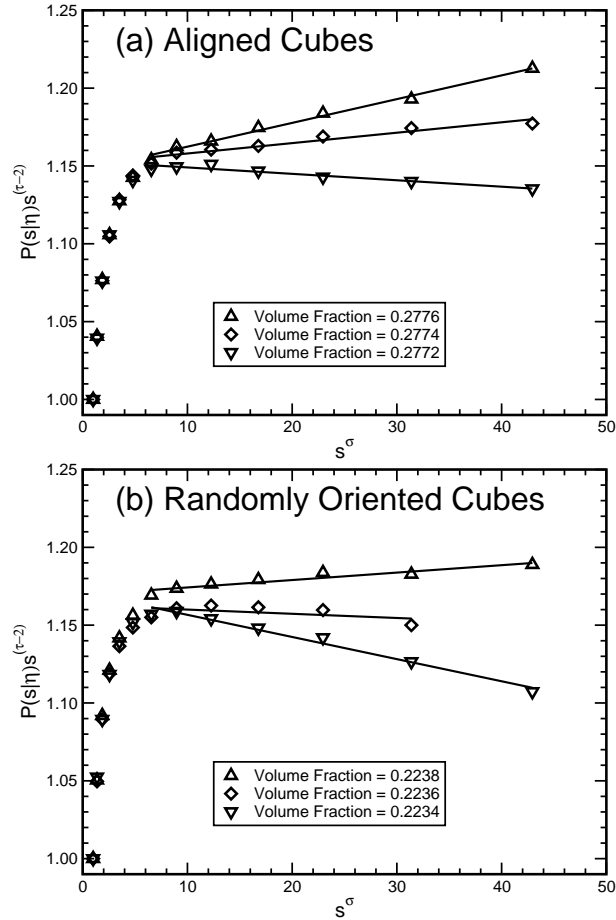 (a) Aligned Cubes
1.25
1.20
1.15
1.10
1.05
1.00
P(s|η)s^(τ−2)
Volume Fraction = 0.2776
Volume Fraction = 0.2774
Volume Fraction = 0.2772
0 10 20 30 40 50
s^σ
(b) Randomly Oriented Cubes
1.25
1.20
1.15
1.10
1.05
1.00
P(s|η)s^(τ−2)
Volume Fraction = 0.2238
Volume Fraction = 0.2236
Volume Fraction = 0.2234
0 10 20 30 40 50
s^σ